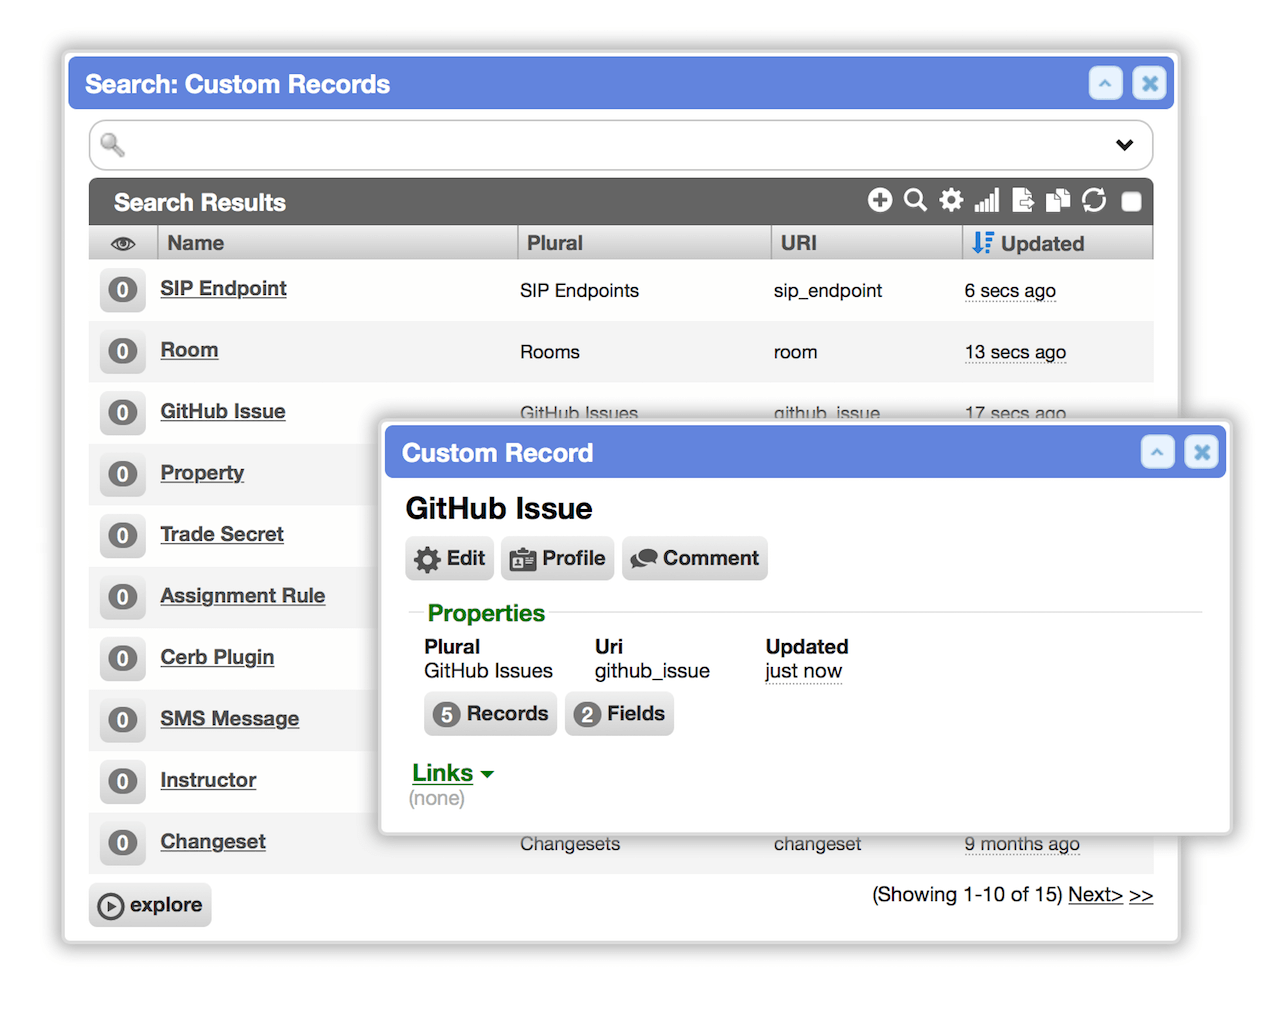 Search: Custom Records
Search Results
Name Plural URI Updated
0 SIP Endpoint SIP Endpoints sip_endpoint 6 secs ago
0 Room Rooms room 13 secs ago
0 GitHub Issue GitHub Issues github_issue 17 secs ago
0 Property
0 Trade Secret
0 Assignment Rule
0 Cerb Plugin
0 SMS Message
0 Instructor
0 Changeset Changesets changeset 9 months ago
explore
(Showing 1-10 of 15) Next> >>
Custom Record
GitHub Issue
Edit Profile Comment
Properties
Plural Uri Updated
GitHub Issues github_issue just now
5 Records 2 Fields
Links
(none)